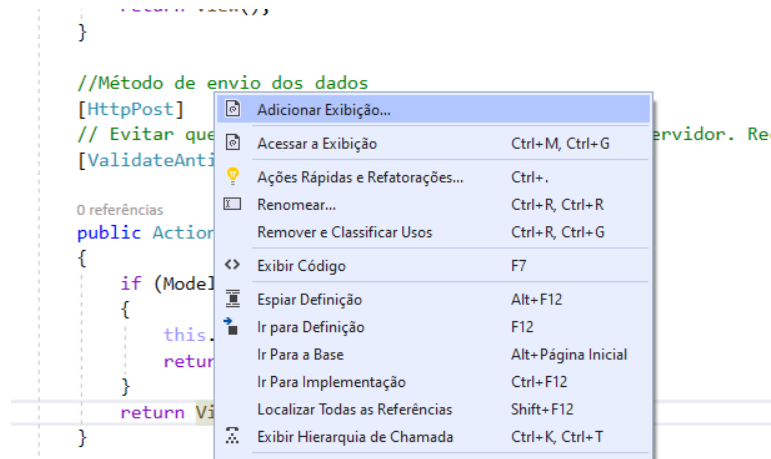 return View();
}
//Método de envio dos dados
[HttpPost]
Adicionar Exibição...
// Evitar que
ervidor. Re
Acessar a Exibição Ctrl+M, Ctrl+G
[ValidateAnti
Ações Rápidas e Refatorações... Ctrl+.
0 referências
Renomear... Ctrl+R, Ctrl+R
public Action
Remover e Classificar Usos Ctrl+R, Ctrl+G
{
Exibir Código F7
if (Model
Espiar Definição Alt+F12
{
Ir para Definição F12
this.
Ir Para a Base Alt+Página Inicial
retur
Ir Para Implementação Ctrl+F12
}
Localizar Todas as Referências Shift+F12
return Vi
Exibir Hierarquia de Chamada Ctrl+K, Ctrl+T
}